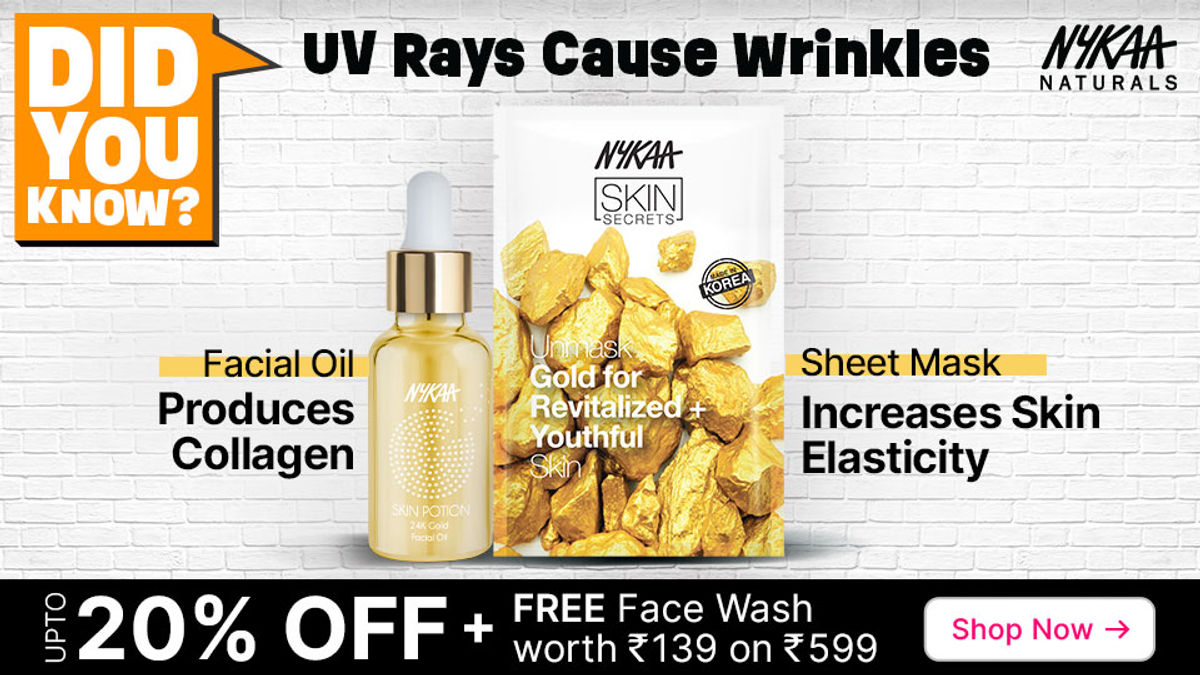 DID
YOU
KNOW?
UV Rays Cause Wrinkles
NYKAA
NATURALS
NYKAA
SKIN
SECRETS
MADE IN
KOREA
Unmask
Gold for
Revitalized +
Youthful
Skin
Facial Oil
Produces
Collagen
NYKAA
SKIN POTION
24K Gold
Facial Oil
Sheet Mask
Increases Skin
Elasticity
UPTO
20% OFF +
FREE Face Wash
worth ₹139 on ₹599
Shop Now →